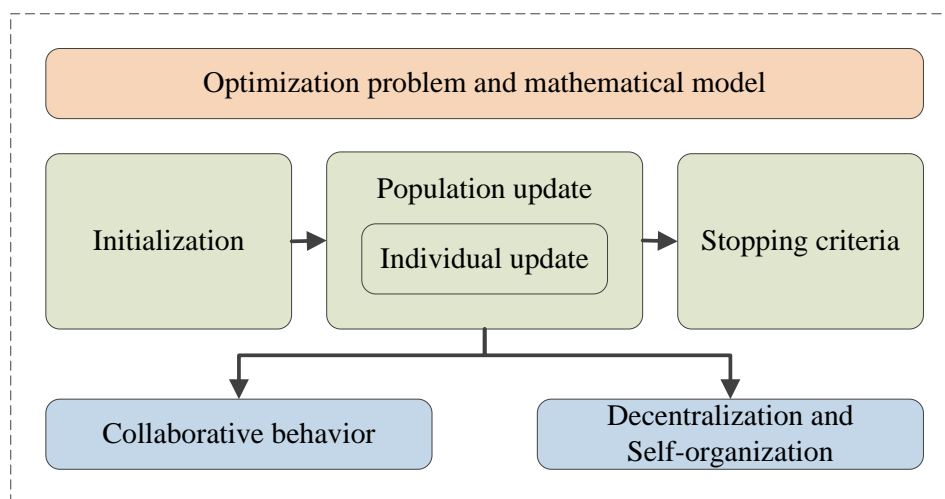 Optimization problem and mathematical model
Initialization
Population update
Individual update
Stopping criteria
Collaborative behavior
Decentralization and
Self-organization